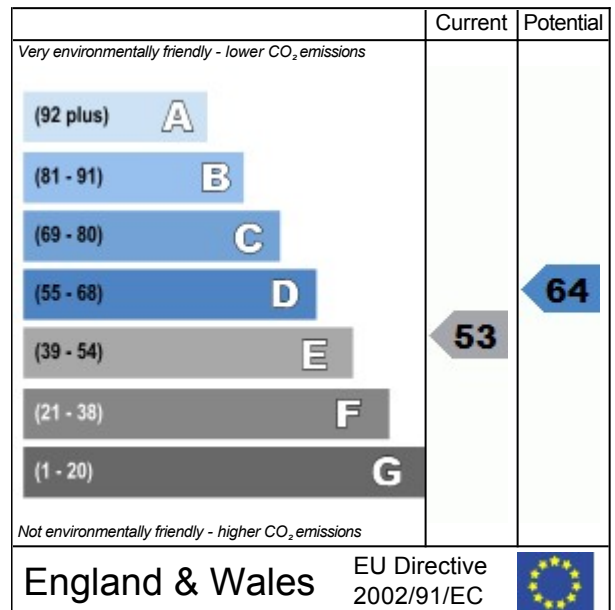 Current Potential
Very environmentally friendly - lower CO₂ emissions
(92 plus) A
(81 - 91) B
(69 - 80) C
(55 - 68) D
64
(39 - 54) E
53
(21 - 38) F
(1 - 20) G
Not environmentally friendly - higher CO₂ emissions
England & Wales
EU Directive
2002/91/EC